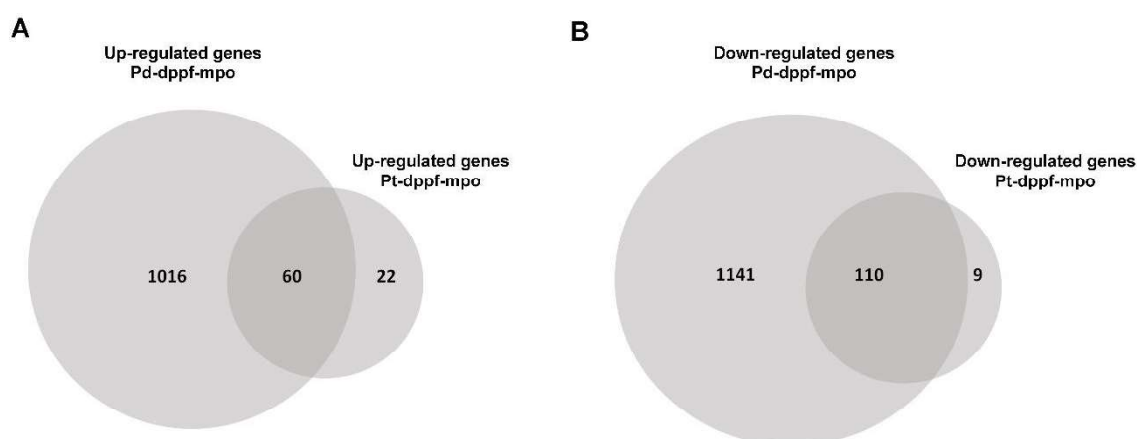 A
Up-regulated genes
Pd-dppf-mpo
Up-regulated genes
Pt-dppf-mpo
1016
60
22
B
Down-regulated genes
Pd-dppf-mpo
Down-regulated genes
Pt-dppf-mpo
1141
110
9